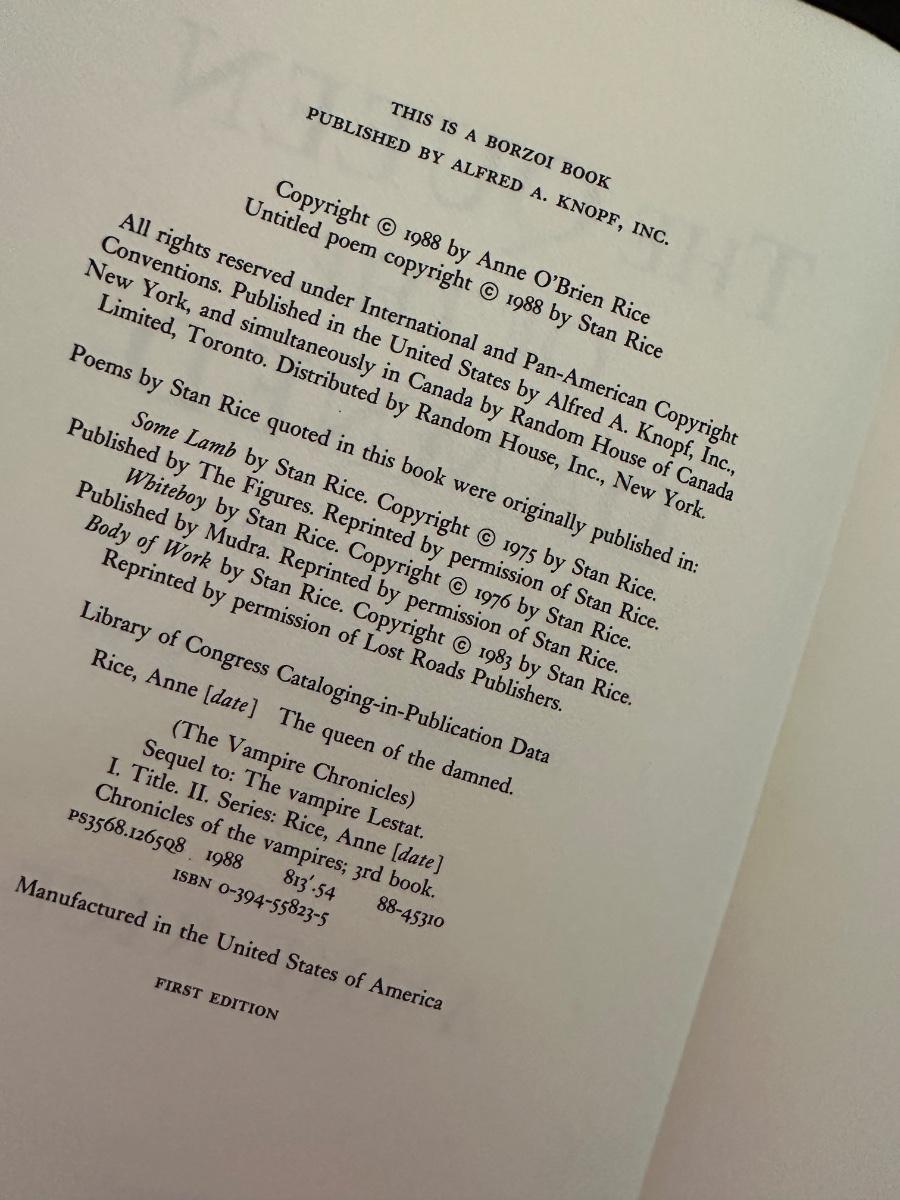 THIS IS A BORZOI BOOK
PUBLISHED BY ALFRED A. KNOPF, INC.
Copyright © 1988 by Anne O'Brien Rice
Untitled poem copyright © 1988 by Stan Rice
All rights reserved under International and Pan-American Copyright
Conventions. Published in the United States by Alfred A. Knopf, Inc.,
New York, and simultaneously in Canada by Random House of Canada
Limited, Toronto. Distributed by Random House, Inc., New York.
Poems by Stan Rice quoted in this book were originally published in:
Some Lamb by Stan Rice. Copyright © 1975 by Stan Rice.
Published by The Figures. Reprinted by permission of Stan Rice.
Whiteboy by Stan Rice. Copyright © 1976 by Stan Rice.
Published by Mudra. Reprinted by permission of Stan Rice.
Body of Work by Stan Rice. Copyright © 1983 by Stan Rice.
Reprinted by permission of Lost Roads Publishers.
Library of Congress Cataloging-in-Publication Data
Rice, Anne [date] The queen of the damned.
(The Vampire Chronicles)
Sequel to: The vampire Lestat.
I. Title. II. Series: Rice, Anne [date]
Chronicles of the vampires; 3rd book.
PS3568.I265Q8 1988 813'.54 88-45310
ISBN 0-394-55823-5
Manufactured in the United States of America
FIRST EDITION